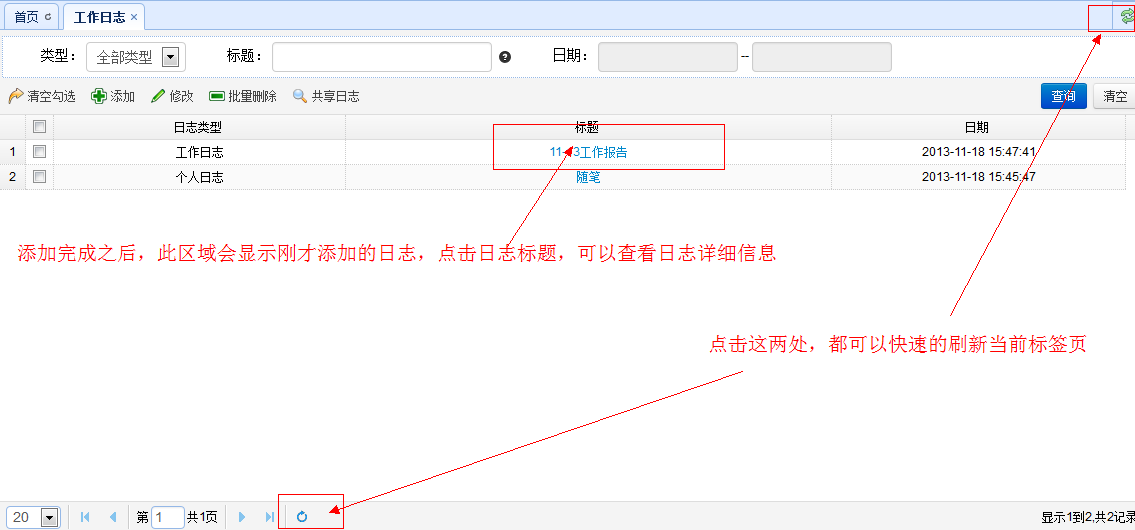 首页 工作日志
类型： 全部类型 标题： 日期： --
清空勾选 添加 修改 批量删除 共享日志 查询 清空
日志类型 标题 日期
1 工作日志 工作报告 2013-11-18 15:47:41
2 个人日志 随笔 2013-11-18 15:45:47
添加完成之后，此区域会显示刚才添加的日志，点击日志标题，可以查看日志详细信息
点击这两处，都可以快速的刷新当前标签页
20 第 1 共1页 显示1到2,共2记录